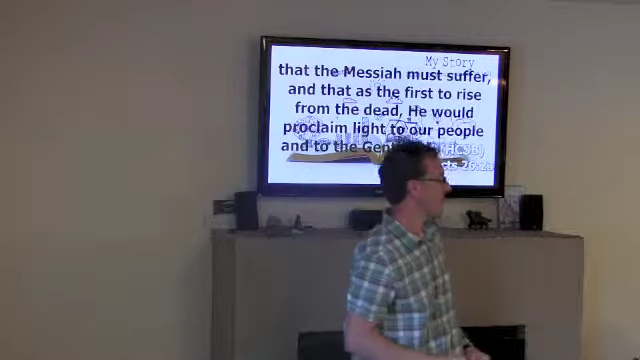 My Story
that the Messiah must suffer,
and that as the first to rise
from the dead, He would
proclaim light to our people
and to the
(HCSB)